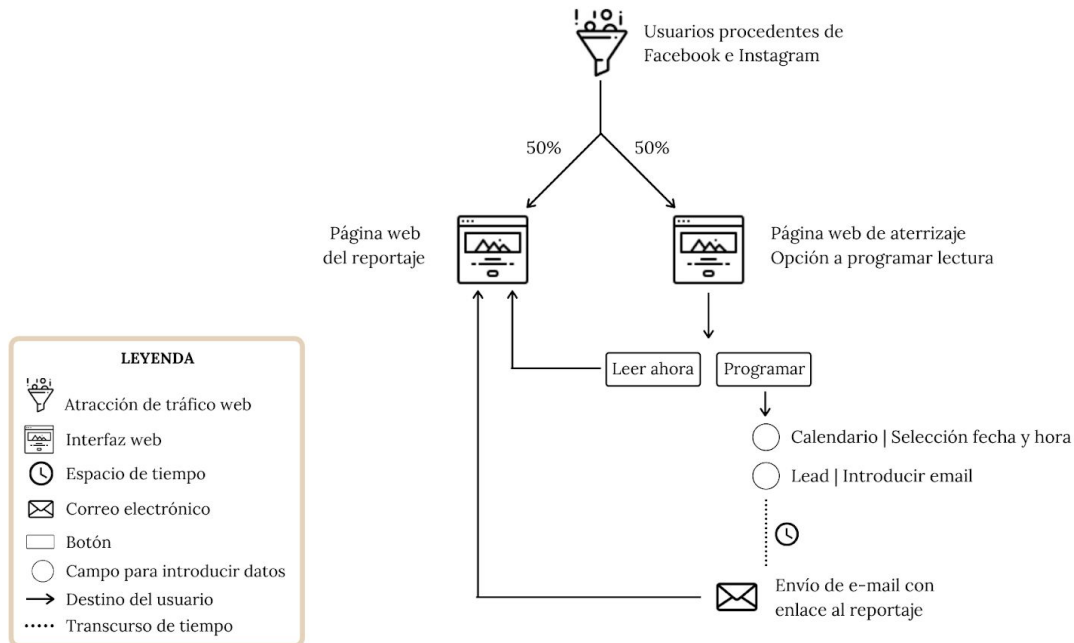 Usuarios procedentes de
Facebook e Instagram
50%
50%
Página web
del reportaje
Página web de aterrizaje
Opción a programar lectura
Leer ahora
Programar
Calendario | Selección fecha y hora
Lead | Introducir email
Envío de e-mail con
enlace al reportaje
LEYENDA
Atracción de tráfico web
Interfaz web
Espacio de tiempo
Correo electrónico
Botón
Campo para introducir datos
Destino del usuario
Transcurso de tiempo